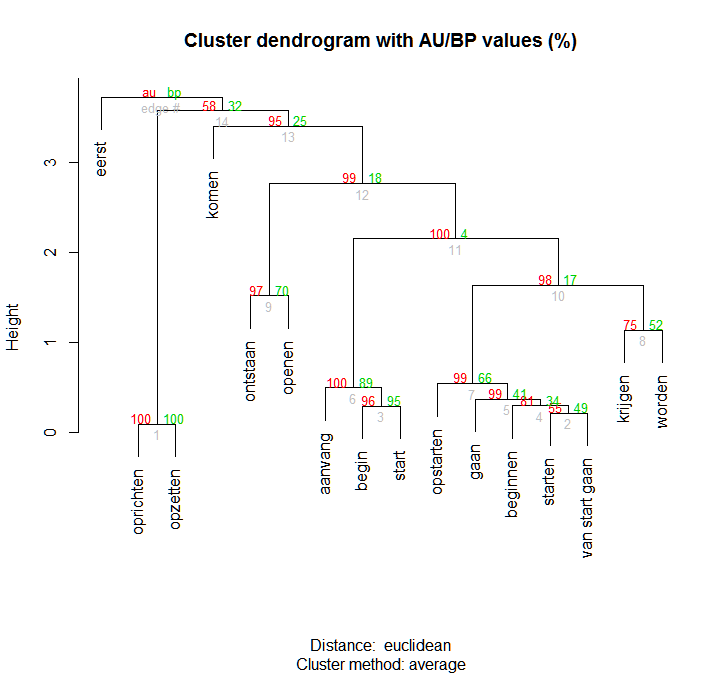 Cluster dendrogram with AU/BP values (%)
au bp
edge #
58 32
14
95 25
13
99 18
12
100 4
11
98 17
10
97 70
9
75 52
8
99 66
7
100 89
6
99 41
5
81 34
4
96 95
3
55 49
2
100 100
1
Height
0
1
2
3
eerst
oprichten
opzetten
komen
ontstaan
openen
aanvang
begin
start
opstarten
gaan
beginnen
starten
van start gaan
krijgen
worden
Distance: euclidean
Cluster method: average